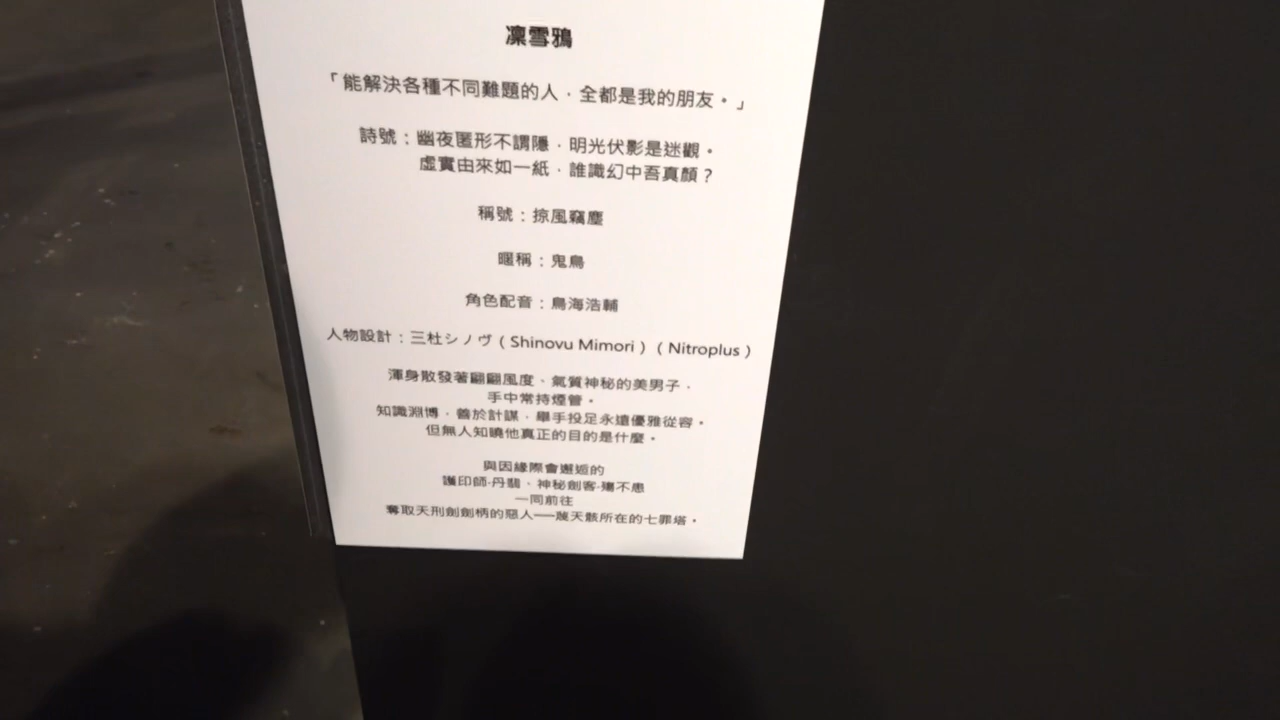 凜雪鴉
「能解決各種不同難題的人，全都是我的朋友。」
詩號：幽夜匿形不謂隱，明光伏影是迷觀。
虛實由來如一紙，誰識幻中吾真顏？
稱號：掠風竊塵
暱稱：鬼鳥
角色配音：鳥海浩輔
人物設計：三杜シノヴ（Shinovu Mimori）（Nitroplus）
渾身散發著翩翩風度、氣質神秘的美男子，
手中常持煙管。
知識淵博，善於計謀，舉手投足永遠優雅從容。
但無人知曉他真正的目的是什麼。
與因緣際會邂逅的
護印師‧丹翡、神秘劍客‧殤不患
一同前往
奪取天刑劍劍柄的惡人──蔑天骸所在的七罪塔。